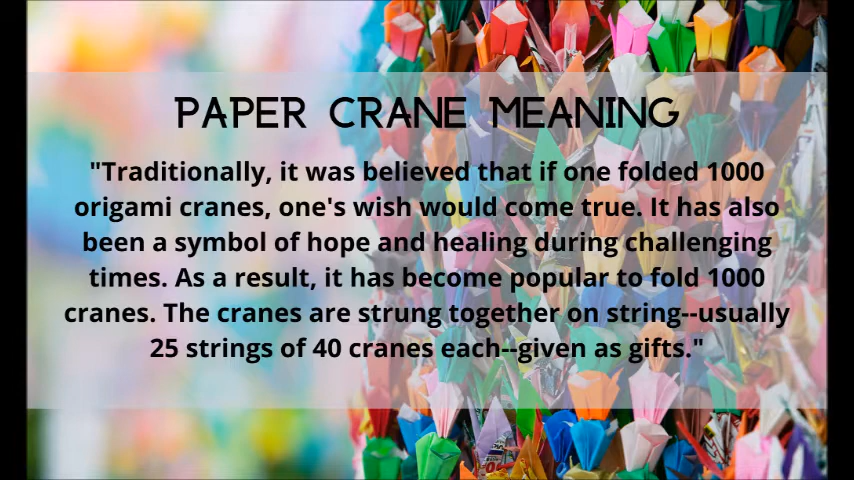 PAPER CRANE MEANING
"Traditionally, it was believed that if one folded 1000
origami cranes, one's wish would come true. It has also
been a symbol of hope and healing during challenging
times. As a result, it has become popular to fold 1000
cranes. The cranes are strung together on string--usually
25 strings of 40 cranes each--given as gifts."